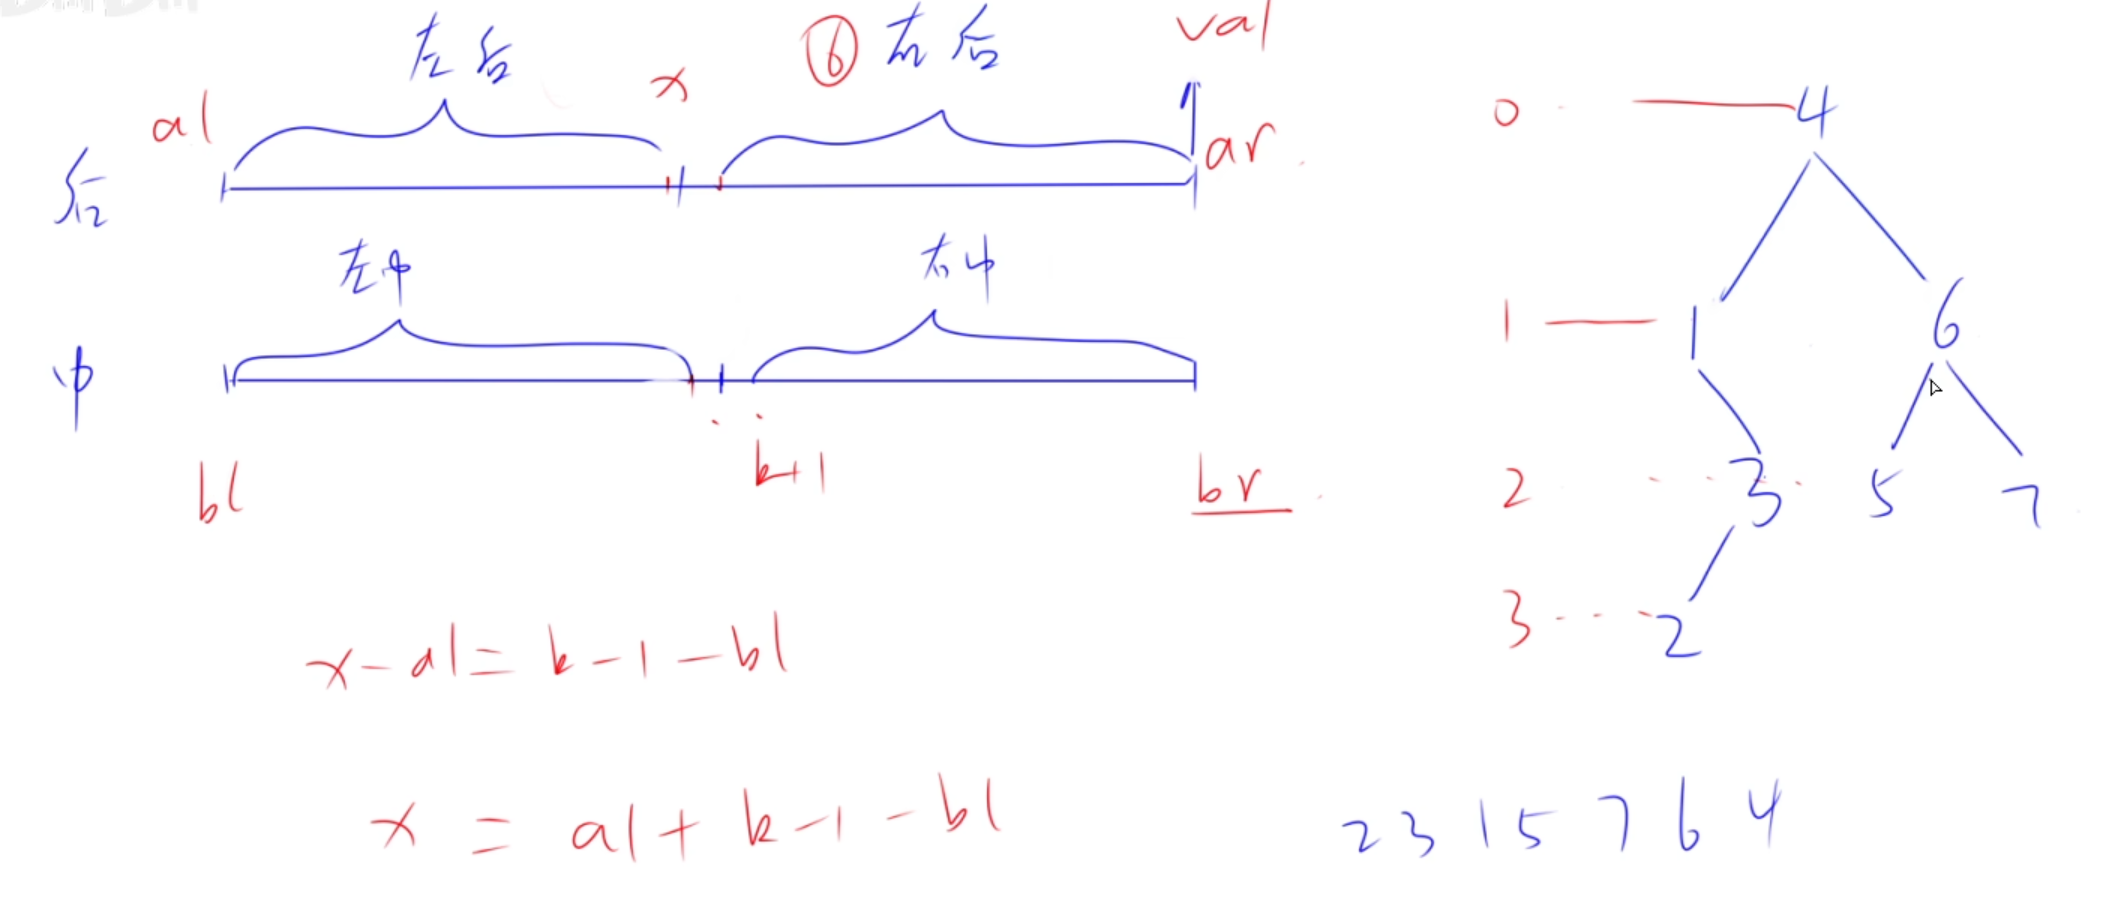 左后 x ⑥ 右后 val
al ar
后
左中 右中
中
bl k+1 br
x-al=k-1-bl
x = al+k-1-bl
0 4
1 1 6
2 3 5 7
3 2
2 3 1 5 7 6 4